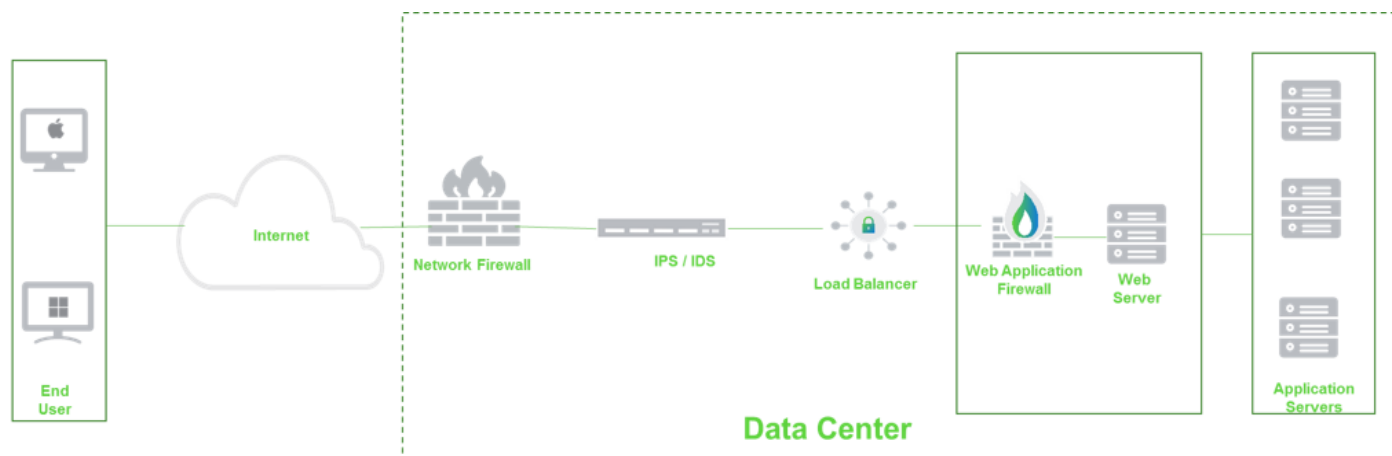 End
User
Internet
Network Firewall
IPS / IDS
Load Balancer
Web Application
Firewall
Web
Server
Application
Servers
Data Center